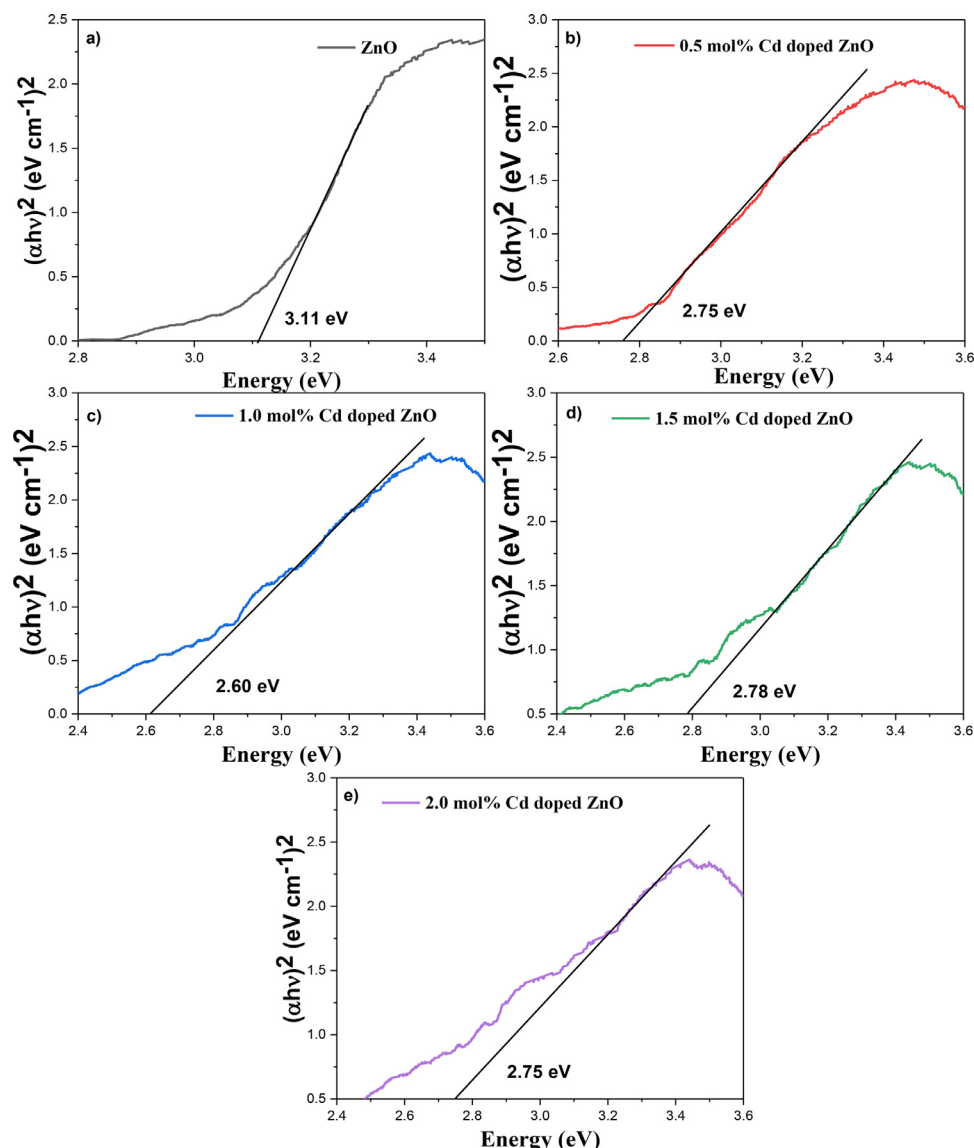 a)
ZnO
(αhν)2 (eV cm-1)2
2.5
2.0
1.5
1.0
0.5
0.0
3.11 eV
2.8 3.0 3.2 3.4
Energy (eV)
b)
0.5 mol% Cd doped ZnO
(αhν)2 (eV cm-1)2
3.0
2.5
2.0
1.5
1.0
0.5
0.0
2.75 eV
2.6 2.8 3.0 3.2 3.4 3.6
Energy (eV)
c)
1.0 mol% Cd doped ZnO
(αhν)2 (eV cm-1)2
3.0
2.5
2.0
1.5
1.0
0.5
0.0
2.60 eV
2.4 2.6 2.8 3.0 3.2 3.4 3.6
Energy (eV)
d)
1.5 mol% Cd doped ZnO
(αhν)2 (eV cm-1)2
3.0
2.5
2.0
1.5
1.0
0.5
2.78 eV
2.4 2.6 2.8 3.0 3.2 3.4 3.6
Energy (eV)
e)
2.0 mol% Cd doped ZnO
(αhν)2 (eV cm-1)2
3.0
2.5
2.0
1.5
1.0
0.5
2.75 eV
2.4 2.6 2.8 3.0 3.2 3.4 3.6
Energy (eV)